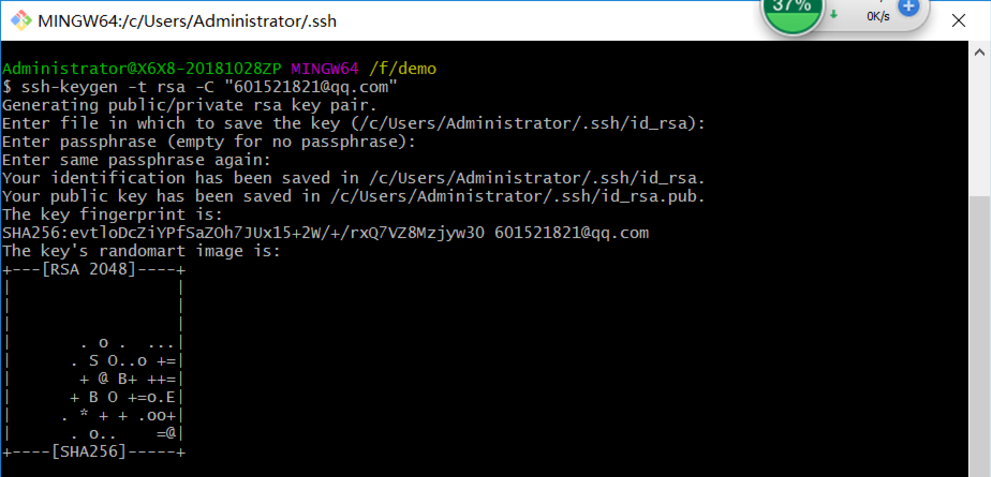 MINGW64:/c/Users/Administrator/.ssh
37%
0K/s
Administrator@X6X8-20181028ZP MINGW64 /f/demo
$ ssh-keygen -t rsa -C "601521821@qq.com"
Generating public/private rsa key pair.
Enter file in which to save the key (/c/Users/Administrator/.ssh/id_rsa):
Enter passphrase (empty for no passphrase):
Enter same passphrase again:
Your identification has been saved in /c/Users/Administrator/.ssh/id_rsa.
Your public key has been saved in /c/Users/Administrator/.ssh/id_rsa.pub.
The key fingerprint is:
SHA256:evtloDcZiYPfSaZOh7JUx15+2W/+/rxQ7VZ8Mzjyw3O 601521821@qq.com
The key's randomart image is:
+---[RSA 2048]----+
|                 |
|                 |
|                 |
|       . o .  ...|
|      . S O..o +=|
|       + @ B+ ++=|
|      + B O +=o.E|
|     . * + + .oo+|
|      . o..    =@|
+----[SHA256]-----+